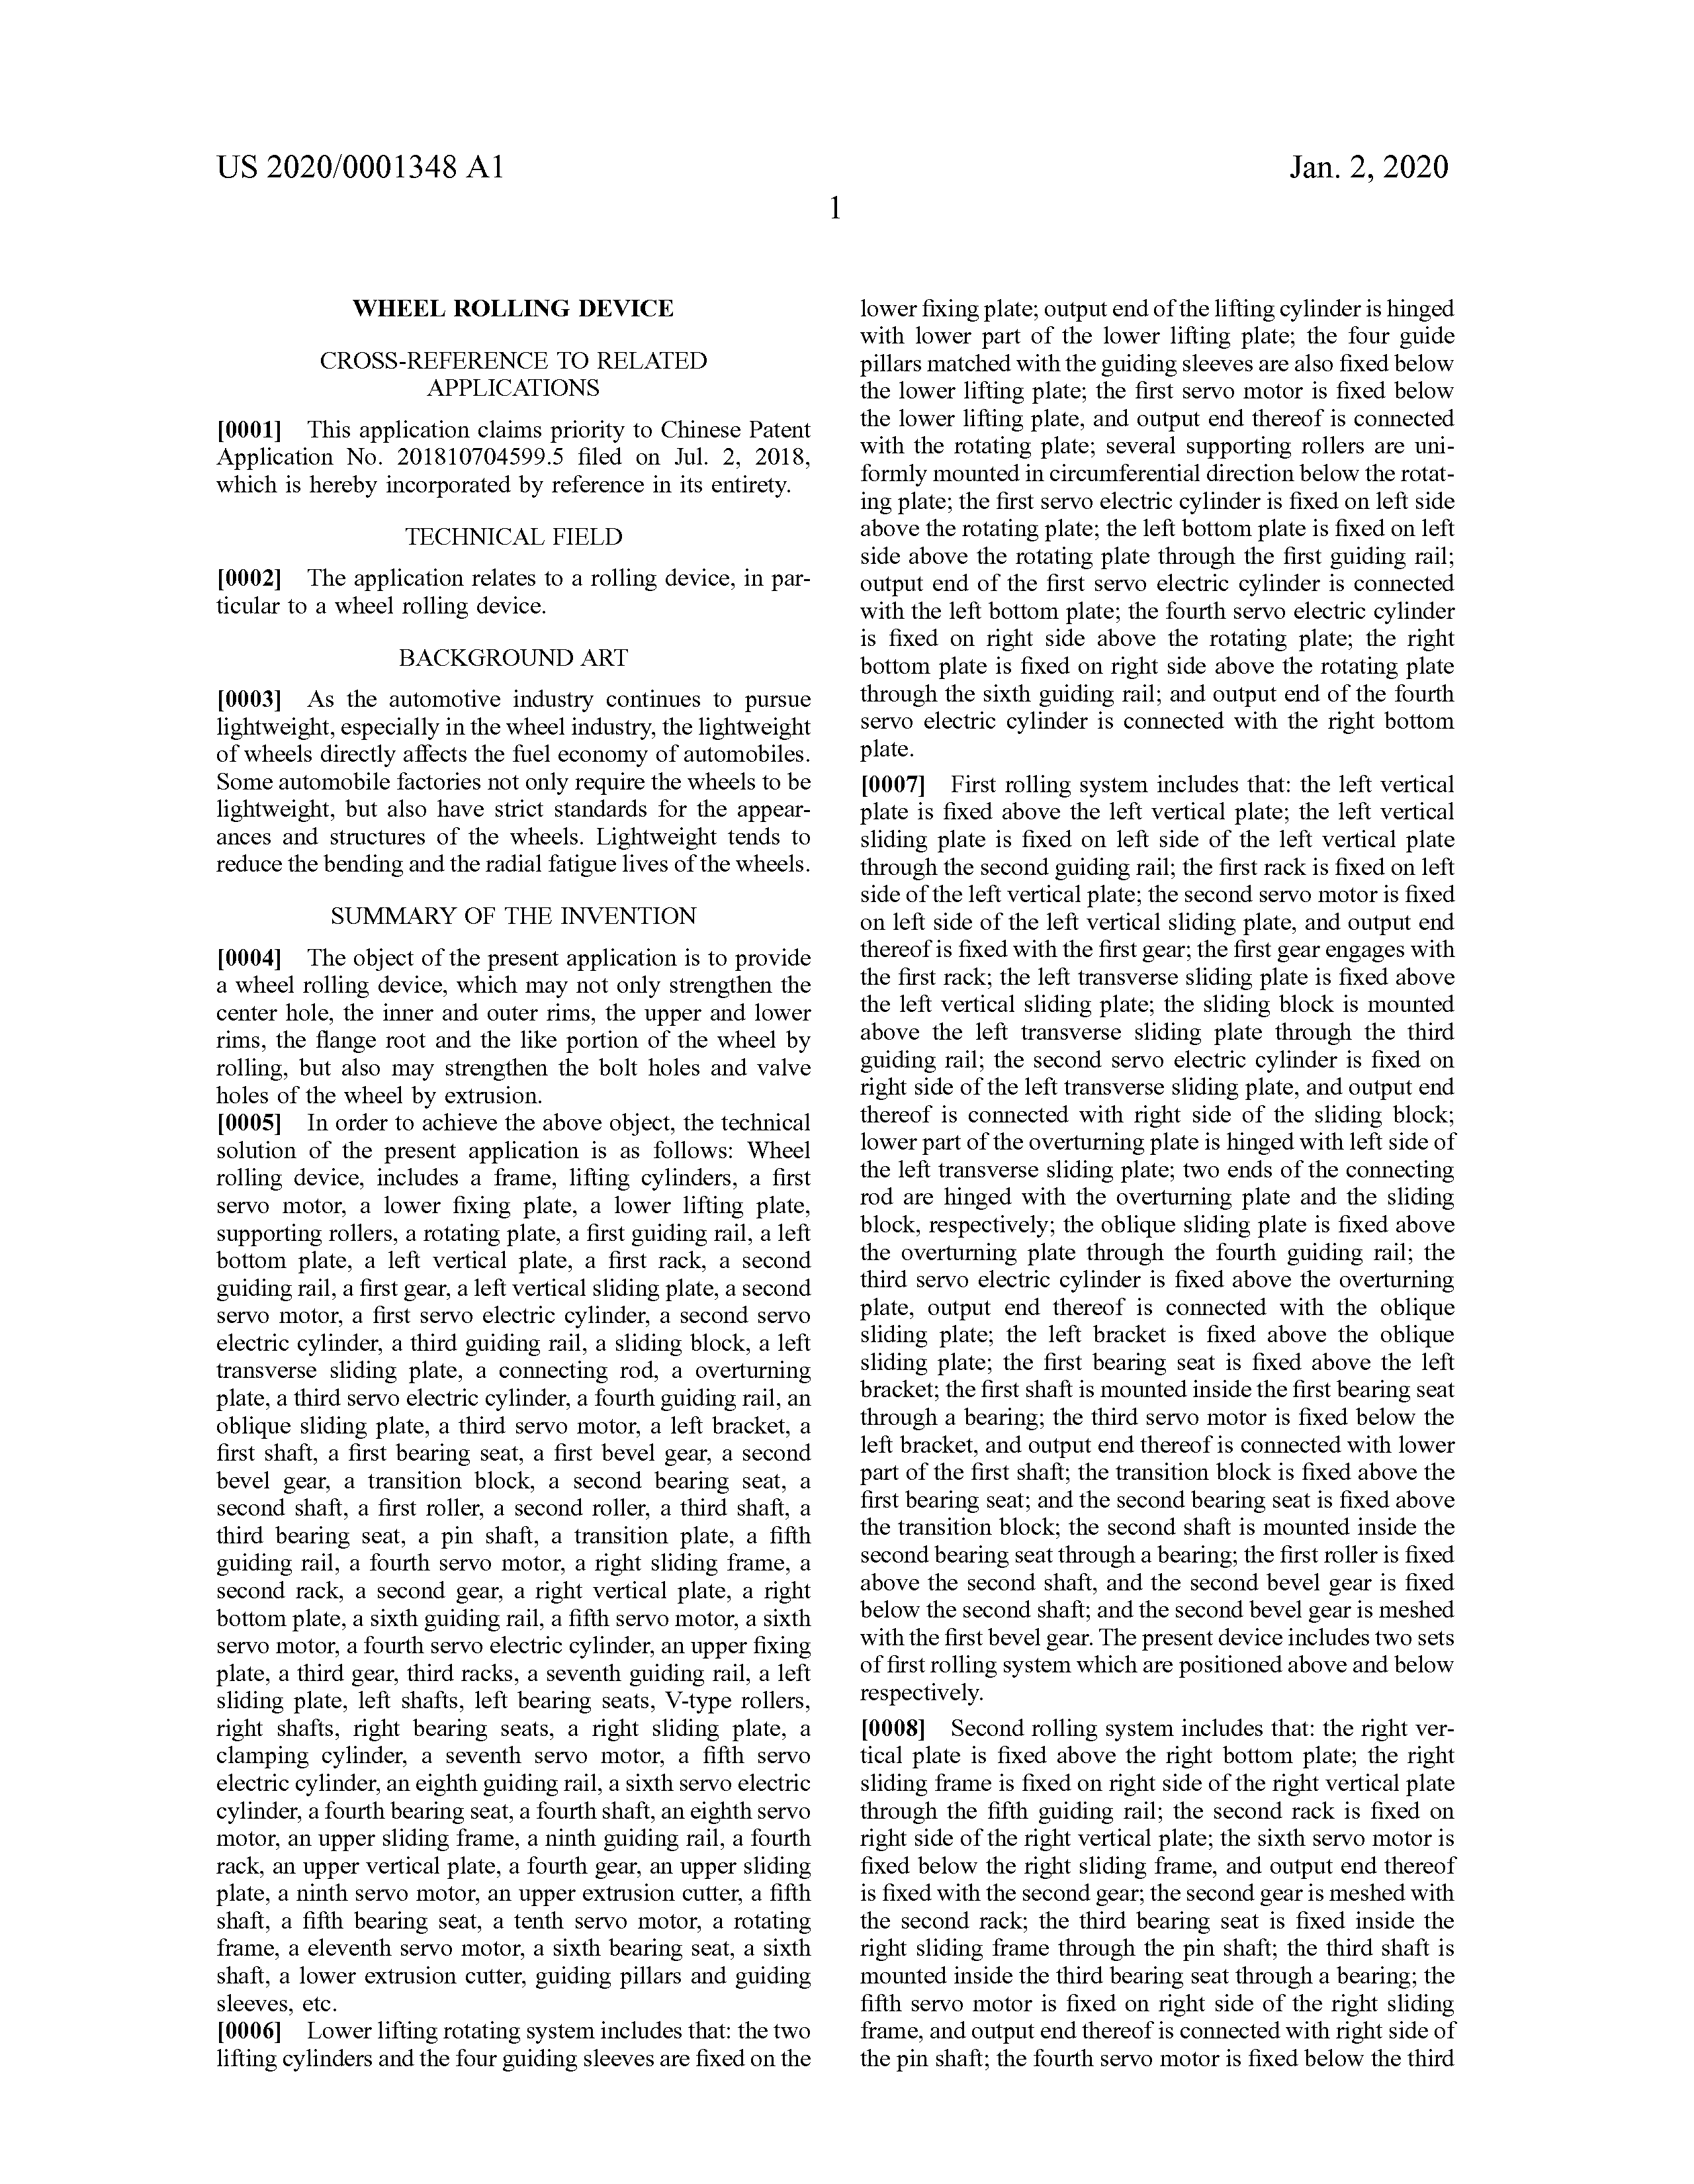 US 2020/0001348 A1
Jan. 2, 2020
1
WHEEL ROLLING DEVICE
CROSS-REFERENCE TO RELATED
APPLICATIONS
[0001] This application claims priority to Chinese Patent
Application No. 201810704599.5 filed on Jul. 2, 2018,
which is hereby incorporated by reference in its entirety.
TECHNICAL FIELD
[0002] The application relates to a rolling device, in par-
ticular to a wheel rolling device.
BACKGROUND ART
[0003] As the automotive industry continues to pursue
lightweight, especially in the wheel industry, the lightweight
of wheels directly affects the fuel economy of automobiles.
Some automobile factories not only require the wheels to be
lightweight, but also have strict standards for the appear-
ances and structures of the wheels. Lightweight tends to
reduce the bending and the radial fatigue lives of the wheels.
SUMMARY OF THE INVENTION
[0004] The object of the present application is to provide
a wheel rolling device, which may not only strengthen the
center hole, the inner and outer rims, the upper and lower
rims, the flange root and the like portion of the wheel by
rolling, but also may strengthen the bolt holes and valve
holes of the wheel by extrusion.
[0005] In order to achieve the above object, the technical
solution of the present application is as follows: Wheel
rolling device, includes a frame, lifting cylinders, a first
servo motor, a lower fixing plate, a lower lifting plate,
supporting rollers, a rotating plate, a first guiding rail, a left
bottom plate, a left vertical plate, a first rack, a second
guiding rail, a first gear, a left vertical sliding plate, a second
servo motor, a first servo electric cylinder, a second servo
electric cylinder, a third guiding rail, a sliding block, a left
transverse sliding plate, a connecting rod, a overturning
plate, a third servo electric cylinder, a fourth guiding rail, an
oblique sliding plate, a third servo motor, a left bracket, a
first shaft, a first bearing seat, a first bevel gear, a second
bevel gear, a transition block, a second bearing seat, a
second shaft, a first roller, a second roller, a third shaft, a
third bearing seat, a pin shaft, a transition plate, a fifth
guiding rail, a fourth servo motor, a right sliding frame, a
second rack, a second gear, a right vertical plate, a right
bottom plate, a sixth guiding rail, a fifth servo motor, a sixth
servo motor, a fourth servo electric cylinder, an upper fixing
plate, a third gear, third racks, a seventh guiding rail, a left
sliding plate, left shafts, left bearing seats, V-type rollers,
right shafts, right bearing seats, a right sliding plate, a
clamping cylinder, a seventh servo motor, a fifth servo
electric cylinder, an eighth guiding rail, a sixth servo electric
cylinder, a fourth bearing seat, a fourth shaft, an eighth servo
motor, an upper sliding frame, a ninth guiding rail, a fourth
rack, an upper vertical plate, a fourth gear, an upper sliding
plate, a ninth servo motor, an upper extrusion cutter, a fifth
shaft, a fifth bearing seat, a tenth servo motor, a rotating
frame, a eleventh servo motor, a sixth bearing seat, a sixth
shaft, a lower extrusion cutter, guiding pillars and guiding
sleeves, etc.
[0006] Lower lifting rotating system includes that: the two
lifting cylinders and the four guiding sleeves are fixed on the
lower fixing plate; output end of the lifting cylinder is hinged
with lower part of the lower lifting plate; the four guide
pillars matched with the guiding sleeves are also fixed below
the lower lifting plate; the first servo motor is fixed below
the lower lifting plate, and output end thereof is connected
with the rotating plate; several supporting rollers are uni-
formly mounted in circumferential direction below the rotat-
ing plate; the first servo electric cylinder is fixed on left side
above the rotating plate; the left bottom plate is fixed on left
side above the rotating plate through the first guiding rail;
output end of the first servo electric cylinder is connected
with the left bottom plate; the fourth servo electric cylinder
is fixed on right side above the rotating plate; the right
bottom plate is fixed on right side above the rotating plate
through the sixth guiding rail; and output end of the fourth
servo electric cylinder is connected with the right bottom
plate.
[0007] First rolling system includes that: the left vertical
plate is fixed above the left vertical plate; the left vertical
sliding plate is fixed on left side of the left vertical plate
through the second guiding rail; the first rack is fixed on left
side of the left vertical plate; the second servo motor is fixed
on left side of the left vertical sliding plate, and output end
thereof is fixed with the first gear; the first gear engages with
the first rack; the left transverse sliding plate is fixed above
the left vertical sliding plate; the sliding block is mounted
above the left transverse sliding plate through the third
guiding rail; the second servo electric cylinder is fixed on
right side of the left transverse sliding plate, and output end
thereof is connected with right side of the sliding block;
lower part of the overturning plate is hinged with left side of
the left transverse sliding plate; two ends of the connecting
rod are hinged with the overturning plate and the sliding
block, respectively; the oblique sliding plate is fixed above
the overturning plate through the fourth guiding rail; the
third servo electric cylinder is fixed above the overturning
plate, output end thereof is connected with the oblique
sliding plate; the left bracket is fixed above the oblique
sliding plate; the first bearing seat is fixed above the left
bracket; the first shaft is mounted inside the first bearing seat
through a bearing; the third servo motor is fixed below the
left bracket, and output end thereof is connected with lower
part of the first shaft; the transition block is fixed above the
first bearing seat; and the second bearing seat is fixed above
the transition block; the second shaft is mounted inside the
second bearing seat through a bearing; the first roller is fixed
above the second shaft, and the second bevel gear is fixed
below the second shaft; and the second bevel gear is meshed
with the first bevel gear. The present device includes two sets
of first rolling system which are positioned above and below
respectively.
[0008] Second rolling system includes that: the right ver-
tical plate is fixed above the right bottom plate; the right
sliding frame is fixed on right side of the right vertical plate
through the fifth guiding rail; the second rack is fixed on
right side of the right vertical plate; the sixth servo motor is
fixed below the right sliding frame, and output end thereof
is fixed with the second gear; the second gear is meshed with
the second rack; the third bearing seat is fixed inside the
right sliding frame through the pin shaft; the third shaft is
mounted inside the third bearing seat through a bearing; the
fifth servo motor is fixed on right side of the right sliding
frame, and output end thereof is connected with right side of
the pin shaft; the fourth servo motor is fixed below the third